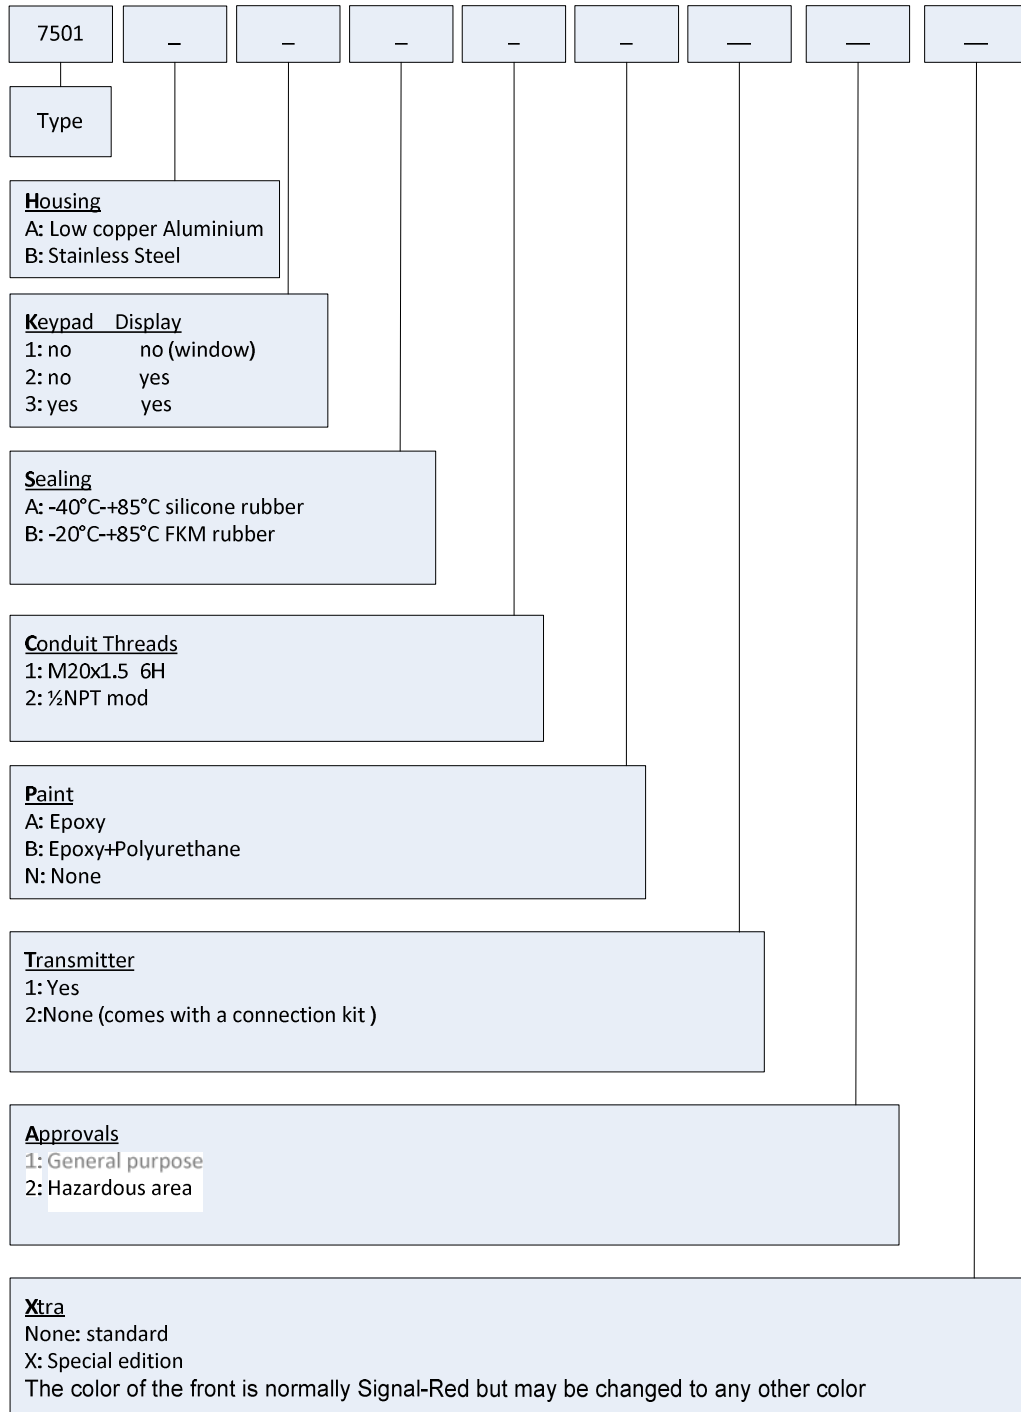 7501 _ _ _ _ _ __ __ __
Type
Housing
A: Low copper Aluminium
B: Stainless Steel
Keypad Display
1: no no (window)
2: no yes
3: yes yes
Sealing
A: -40°C-+85°C silicone rubber
B: -20°C-+85°C FKM rubber
Conduit Threads
1: M20x1.5 6H
2: ½NPT mod
Paint
A: Epoxy
B: Epoxy+Polyurethane
N: None
Transmitter
1: Yes
2:None (comes with a connection kit )
Approvals
1: General purpose
2: Hazardous area
Xtra
None: standard
X: Special edition
The color of the front is normally Signal-Red but may be changed to any other color